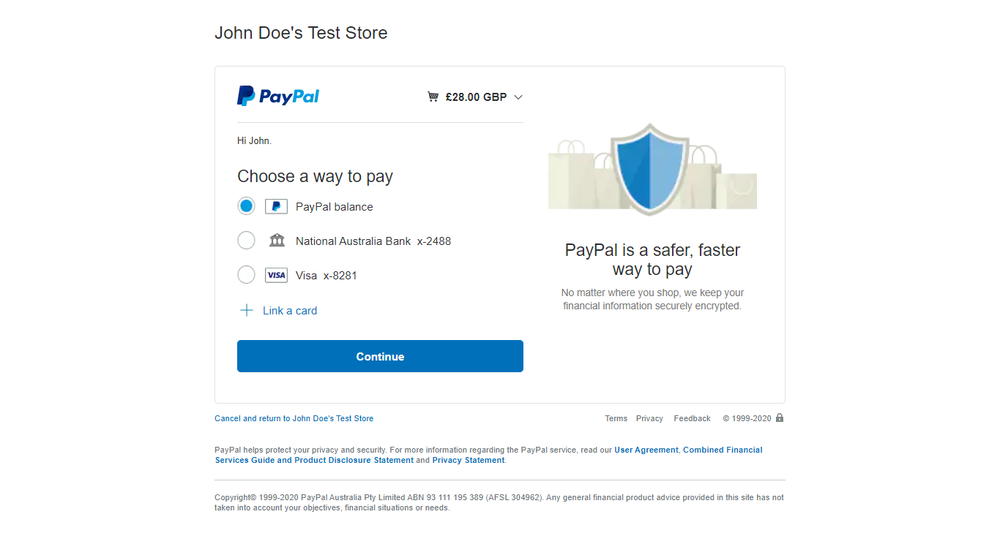 John Doe's Test Store
PayPal
£28.00 GBP
Hi John.
Choose a way to pay
PayPal balance
National Australia Bank x-2488
VISA Visa x-8281
Link a card
Continue
PayPal is a safer, faster
way to pay
No matter where you shop, we keep your
financial information securely encrypted.
Cancel and return to John Doe's Test Store
Terms Privacy Feedback © 1999-2020
PayPal helps protect your privacy and security. For more information regarding the PayPal service, read our User Agreement, Combined Financial
Services Guide and Product Disclosure Statement and Privacy Statement.
Copyright© 1999-2020 PayPal Australia Pty Limited ABN 93 111 195 389 (AFSL 304962). Any general financial product advice provided in this site has not
taken into account your objectives, financial situations or needs.